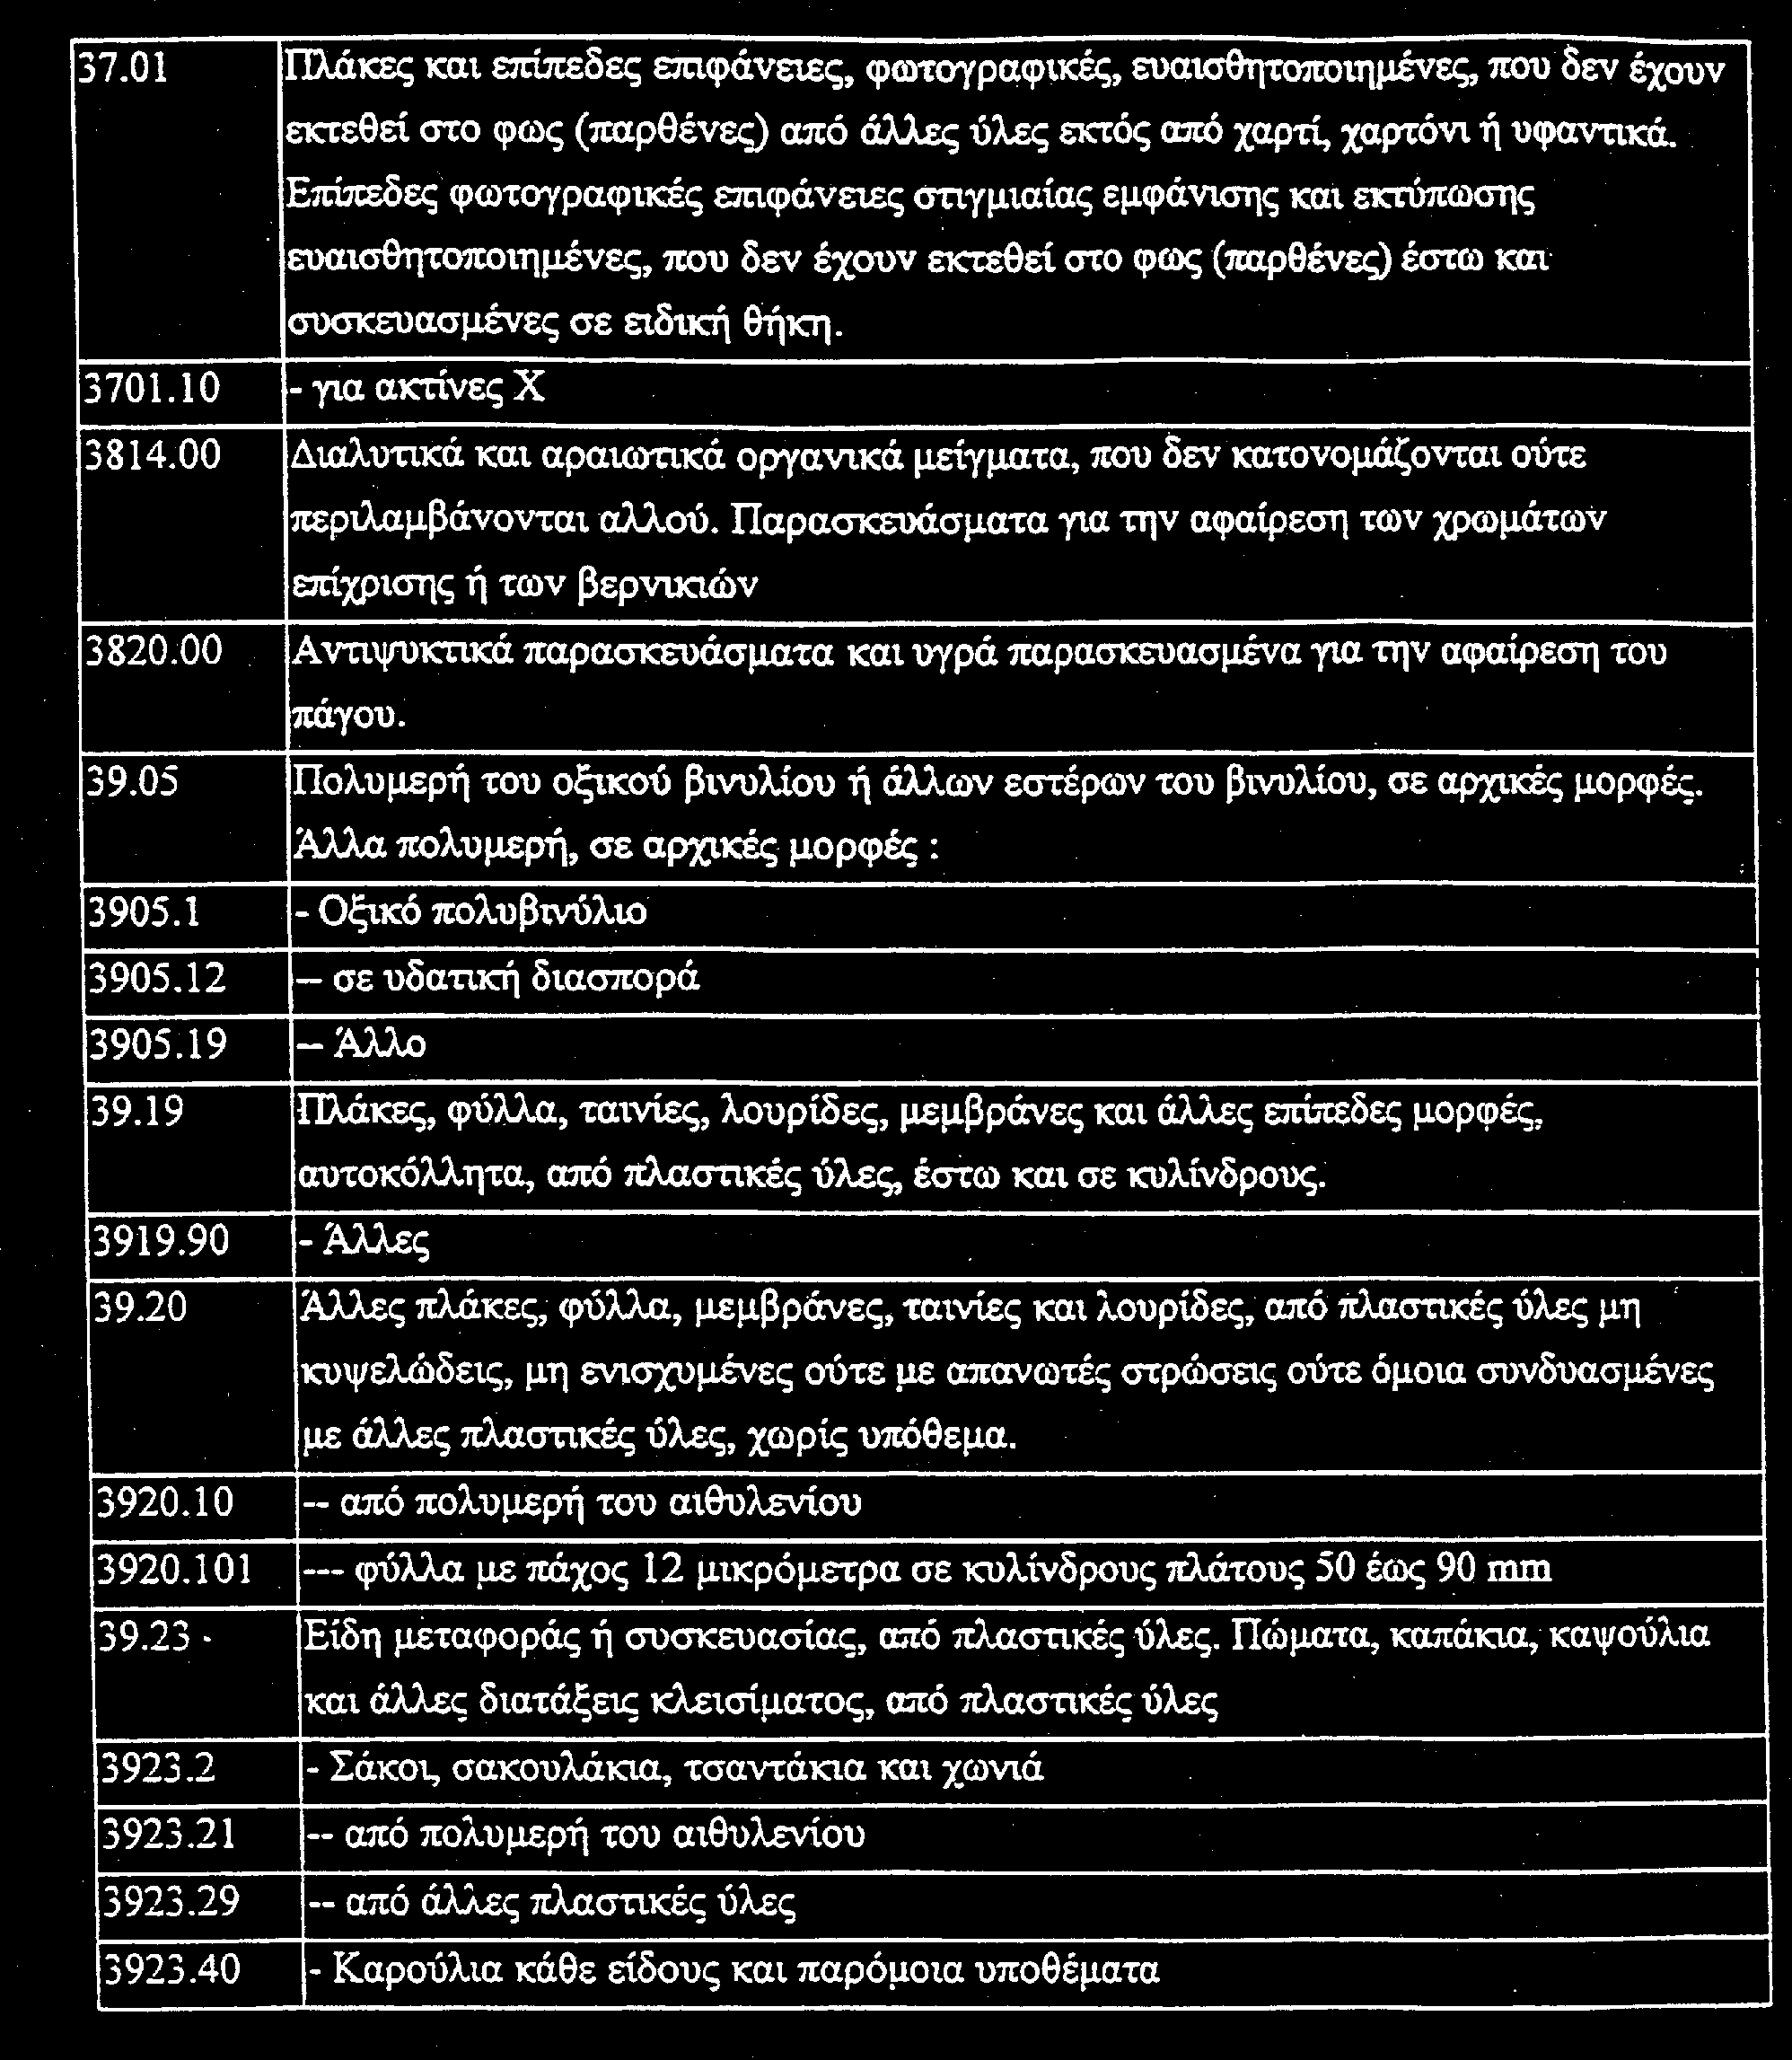 37.01 Πλάκες και επίπεδες επιφάνειες, φωτογραφικές, ευαισθητοποιημένες, που δεν έχουν
εκτεθεί στο φως (παρθένες) από άλλες ύλες εκτός από χαρτί, χαρτόνι ή υφαντικά.
Επίπεδες φωτογραφικές επιφάνειες στιγμιαίας εμφάνισης και εκτύπωσης
ευαισθητοποιημένες, που δεν έχουν εκτεθεί στο φως (παρθένες) έστω και
συσκευασμένες σε ειδική θήκη.
3701.10 - για ακτίνες Χ
3814.00 Διαλυτικά και αραιωτικά οργανικά μείγματα, που δεν κατονομάζονται ούτε
περιλαμβάνονται αλλού. Παρασκευάσματα για την αφαίρεση των χρωμάτων
επίχρισης ή των βερνικιών
3820.00 Αντιψυκτικά παρασκευάσματα και υγρά παρασκευασμένα για την αφαίρεση του
πάγου.
39.05 Πολυμερή του οξικού βινυλίου ή άλλων εστέρων του βινυλίου, σε αρχικές μορφές.
Άλλα πολυμερή, σε αρχικές μορφές :
3905.1 - Οξικό πολυβινύλιο
3905.12 -- σε υδατική διασπορά
3905.19 -- Άλλο
39.19 Πλάκες, φύλλα, ταινίες, λουρίδες, μεμβράνες και άλλες επίπεδες μορφές,
αυτοκόλλητα, από πλαστικές ύλες, έστω και σε κυλίνδρους.
3919.90 - Άλλες
39.20 Άλλες πλάκες, φύλλα, μεμβράνες, ταινίες και λουρίδες, από πλαστικές ύλες μη
κυψελώδεις, μη ενισχυμένες ούτε με απανωτές στρώσεις ούτε όμοια συνδυασμένες
με άλλες πλαστικές ύλες, χωρίς υπόθεμα.
3920.10 -- από πολυμερή του αιθυλενίου
3920.101 --- φύλλα με πάχος 12 μικρόμετρα σε κυλίνδρους πλάτους 50 έως 90 mm
39.23 Είδη μεταφοράς ή συσκευασίας, από πλαστικές ύλες. Πώματα, καπάκια, καψούλια
και άλλες διατάξεις κλεισίματος, από πλαστικές ύλες
3923.2 - Σάκοι, σακουλάκια, τσαντάκια και χωνιά
3923.21 -- από πολυμερή του αιθυλενίου
3923.29 -- από άλλες πλαστικές ύλες
3923.40 - Καρούλια κάθε είδους και παρόμοια υποθέματα